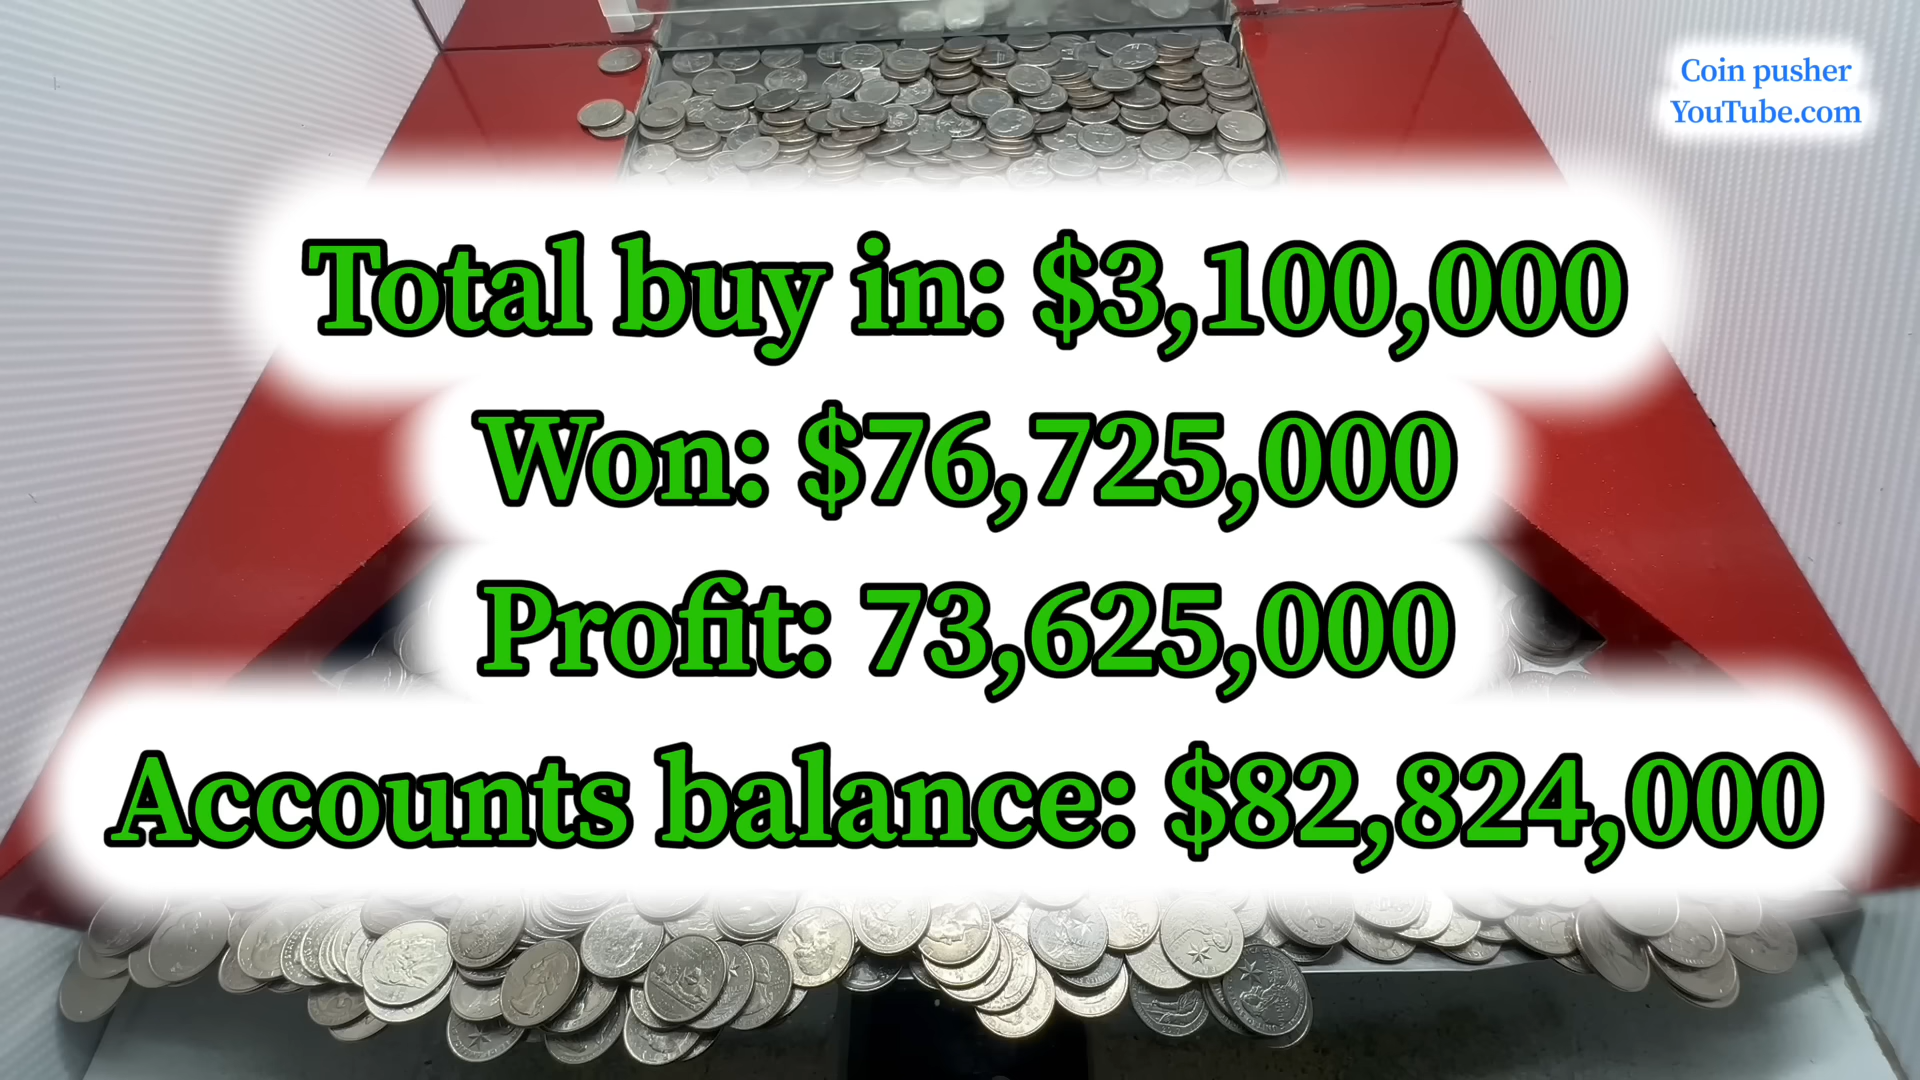 Coin pusher
YouTube.com
Total buy in: $3,100,000
Won: $76,725,000
Profit: 73,625,000
Accounts balance: $82,824,000